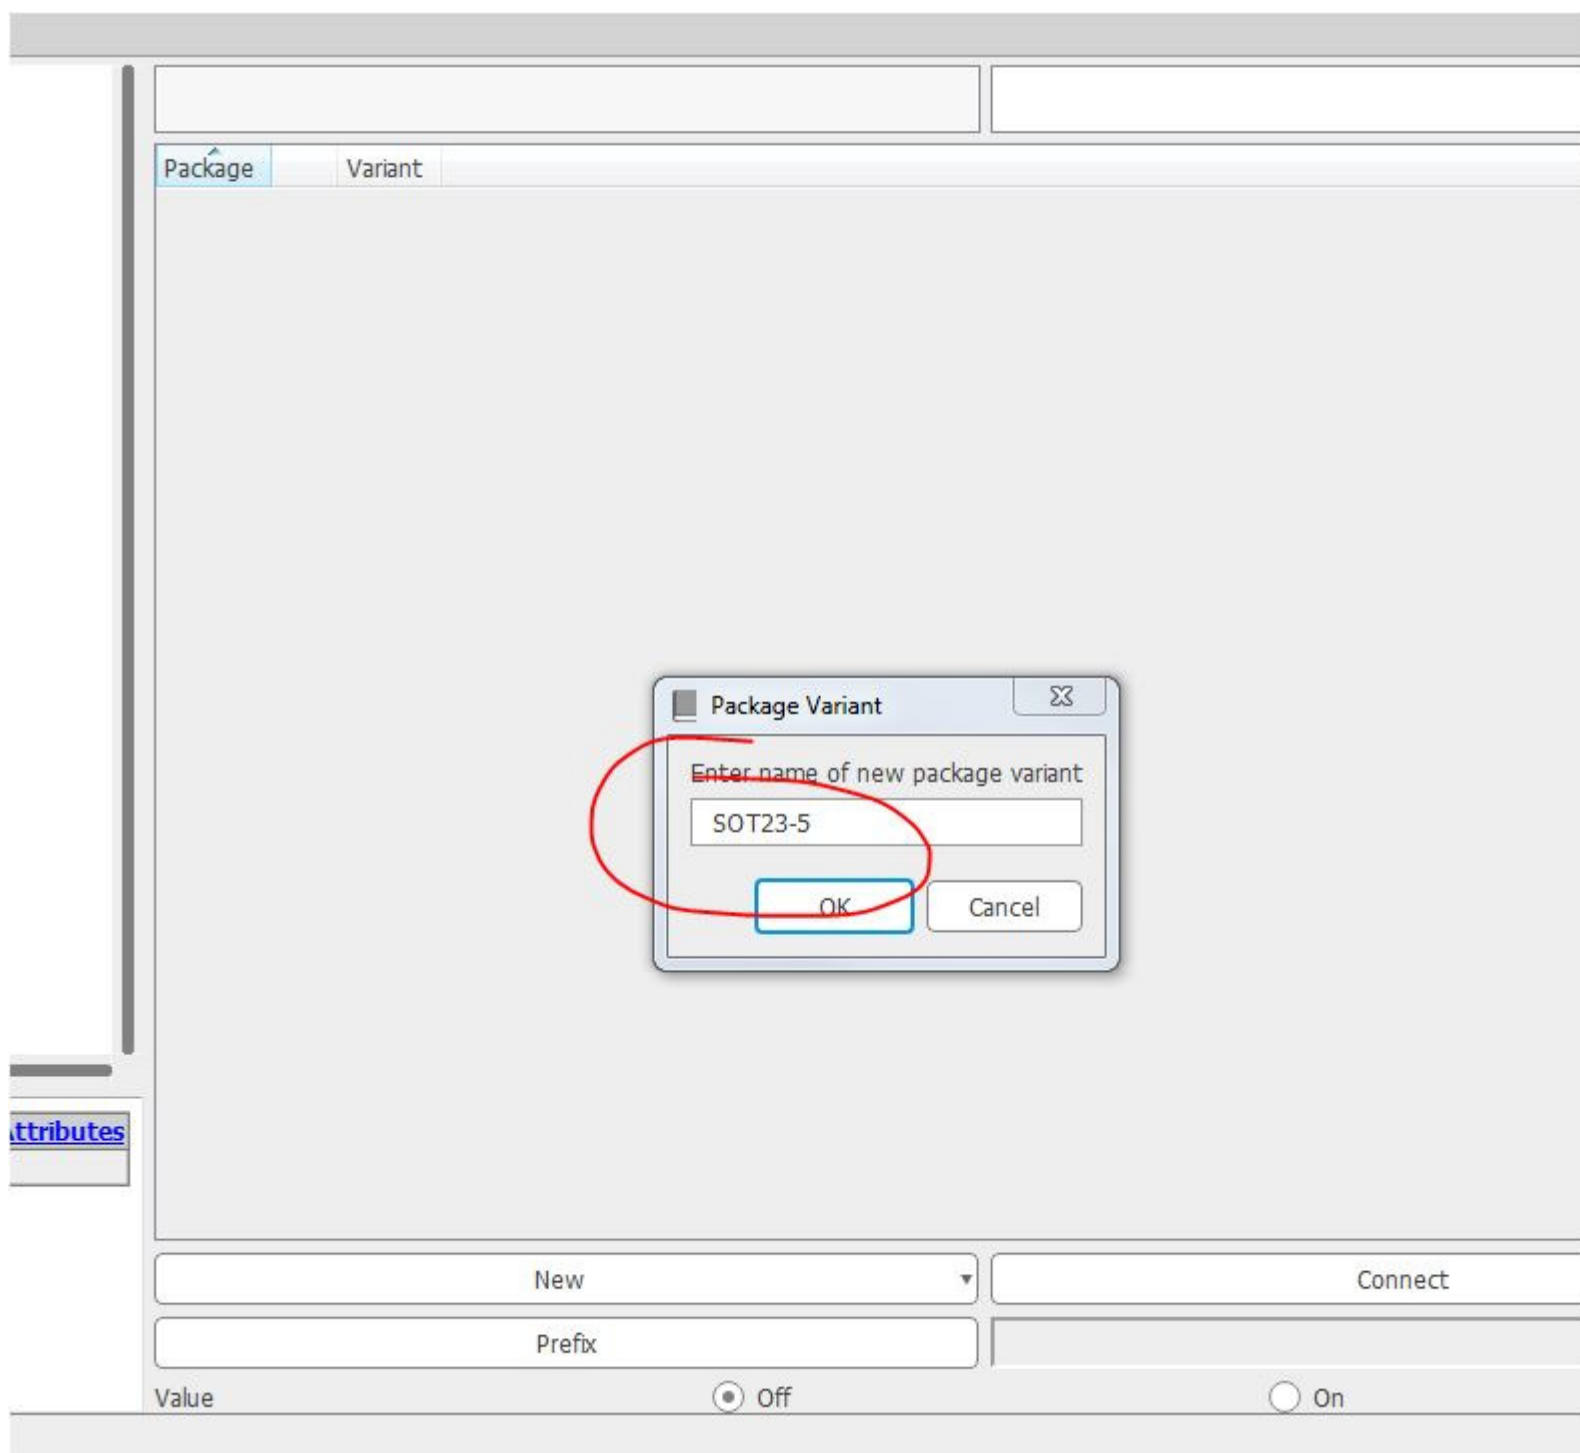 Package Variant
Package Variant
Enter name of new package variant
SOT23-5
OK Cancel
ttributes
New Connect
Prefix
Value Off On